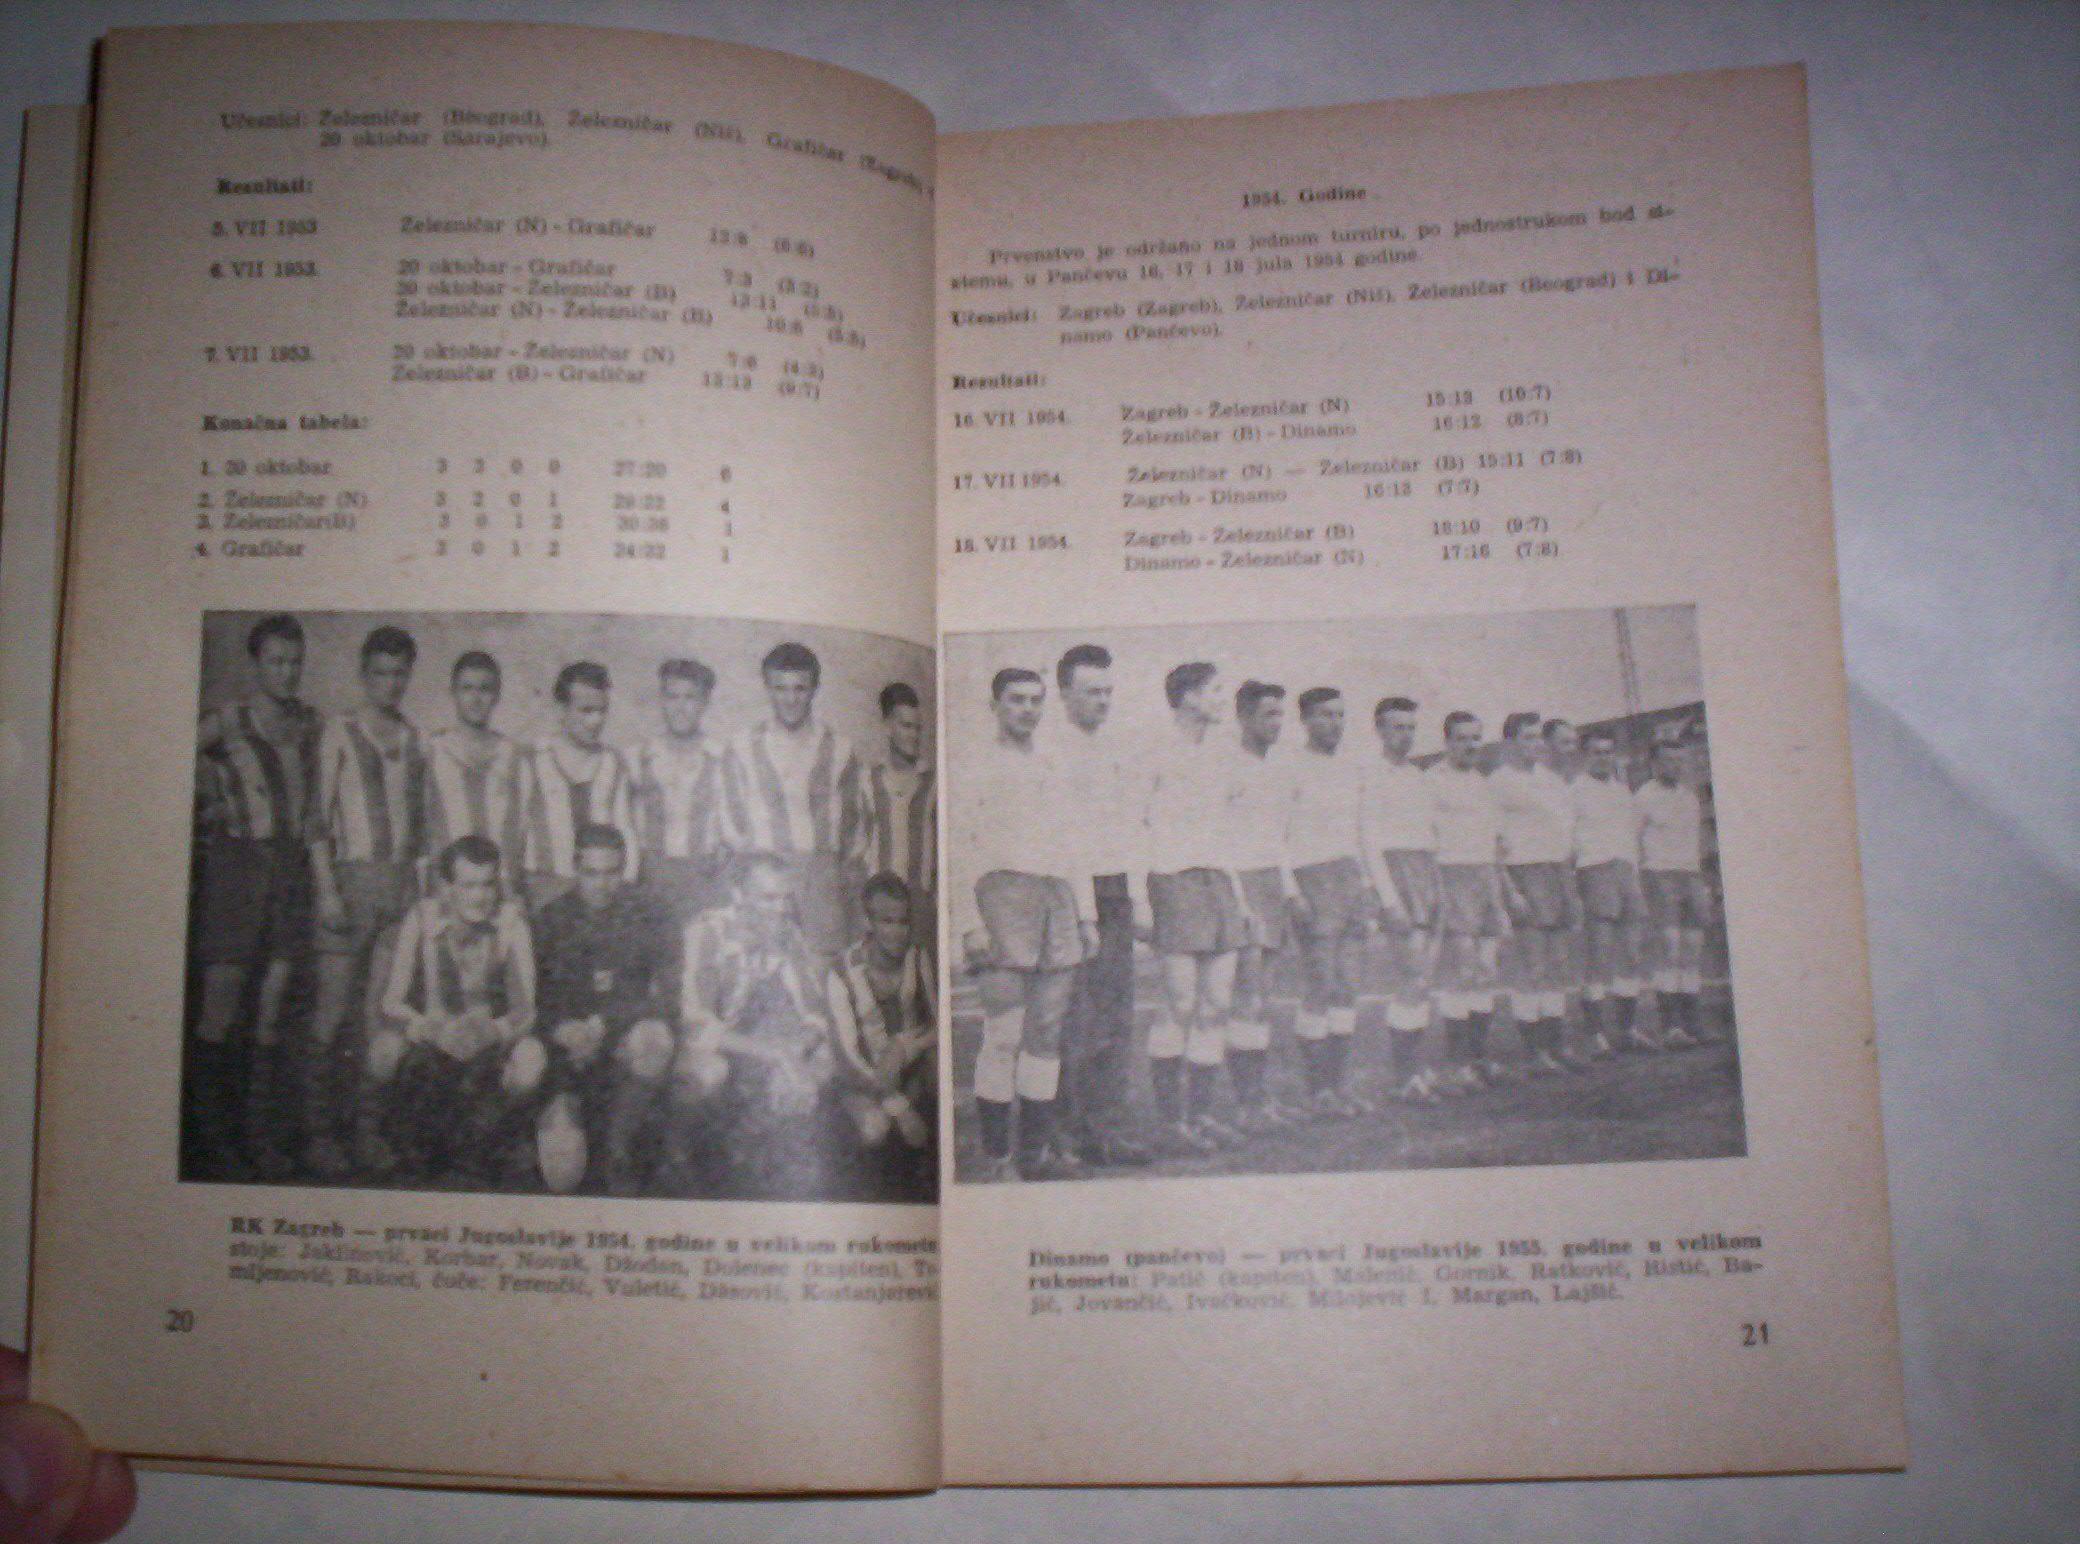 Učesnici: Železničar (Beograd), Železničar (Niš), Grafičar (Zagreb)
20 oktobar (Sarajevo).
Rezultati:
5. VII 1953 Železničar (N) - Grafičar 13:8 (6:6)
6. VII 1953. 20 oktobar - Grafičar 7:3 (3:2)
20 oktobar - Železničar (B) 13:11
Železničar (N) - Železničar (B) 10:6
7. VII 1953. 20 oktobar - Železničar (N) 7:6
Železničar (B) - Grafičar 13:13 (9:7)
Konačna tabela:
1. 20 oktobar 3 3 0 0 27:20 6
2. Železničar (N) 3 2 0 1 29:22 4
3. Železničar(B) 3 0 1 2 30:36 1
4. Grafičar 3 0 1 2 1
RK Zagreb — prvaci Jugoslavije 1954. godine u velikom rukometu
stoje: Jaklinović, Korbar, Novak, Džodan, Dolenec (kapiten), To-
mljenović, Rakoci, čuče: Ferenčić, Vuletić, Dasović, Kostanjarević
20
1954. Godine
Prvenstvo je održano na jednom turniru, po jednostrukom bod si-
stemu, u Pančevu 16, 17 i 18 jula 1954 godine.
Učesnici: Zagreb (Zagreb), Železničar (Niš), Železničar (Beograd) i Di-
namo (Pančevo).
Rezultati:
16. VII 1954. Zagreb - Železničar (N) 15:13 (10:7)
Železničar (B) - Dinamo 16:12 (8:7)
17. VII 1954. Železničar (N) — Železničar (B) 15:11 (7:8)
Zagreb - Dinamo 16:13 (7:7)
18. VII 1954. Zagreb - Železničar (B) 18:10 (9:7)
Dinamo - Železničar (N) 17:16 (7:8)
Dinamo (pančevo) — prvaci Jugoslavije 1955. godine u velikom
rukometu: Patić (kapiten), Malenić, Gornik, Ratković, Ristić, Ba-
jić, Jovančić, Ivačković, Milojević I, Margan, Lajšić.
21